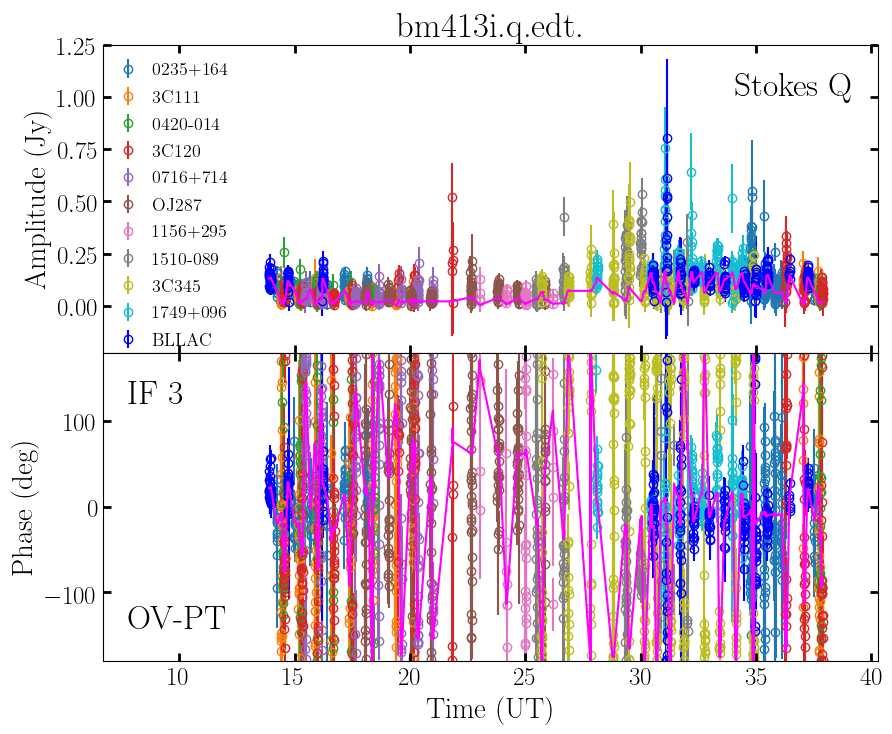 bm413i.q.edt.
Stokes Q
Amplitude (Jy)
1.25
1.00
0.75
0.50
0.25
0.00
0235+164
3C111
0420-014
3C120
0716+714
OJ287
1156+295
1510-089
3C345
1749+096
BLLAC
IF 3
Phase (deg)
100
0
−100
OV-PT
10 15 20 25 30 35 40
Time (UT)